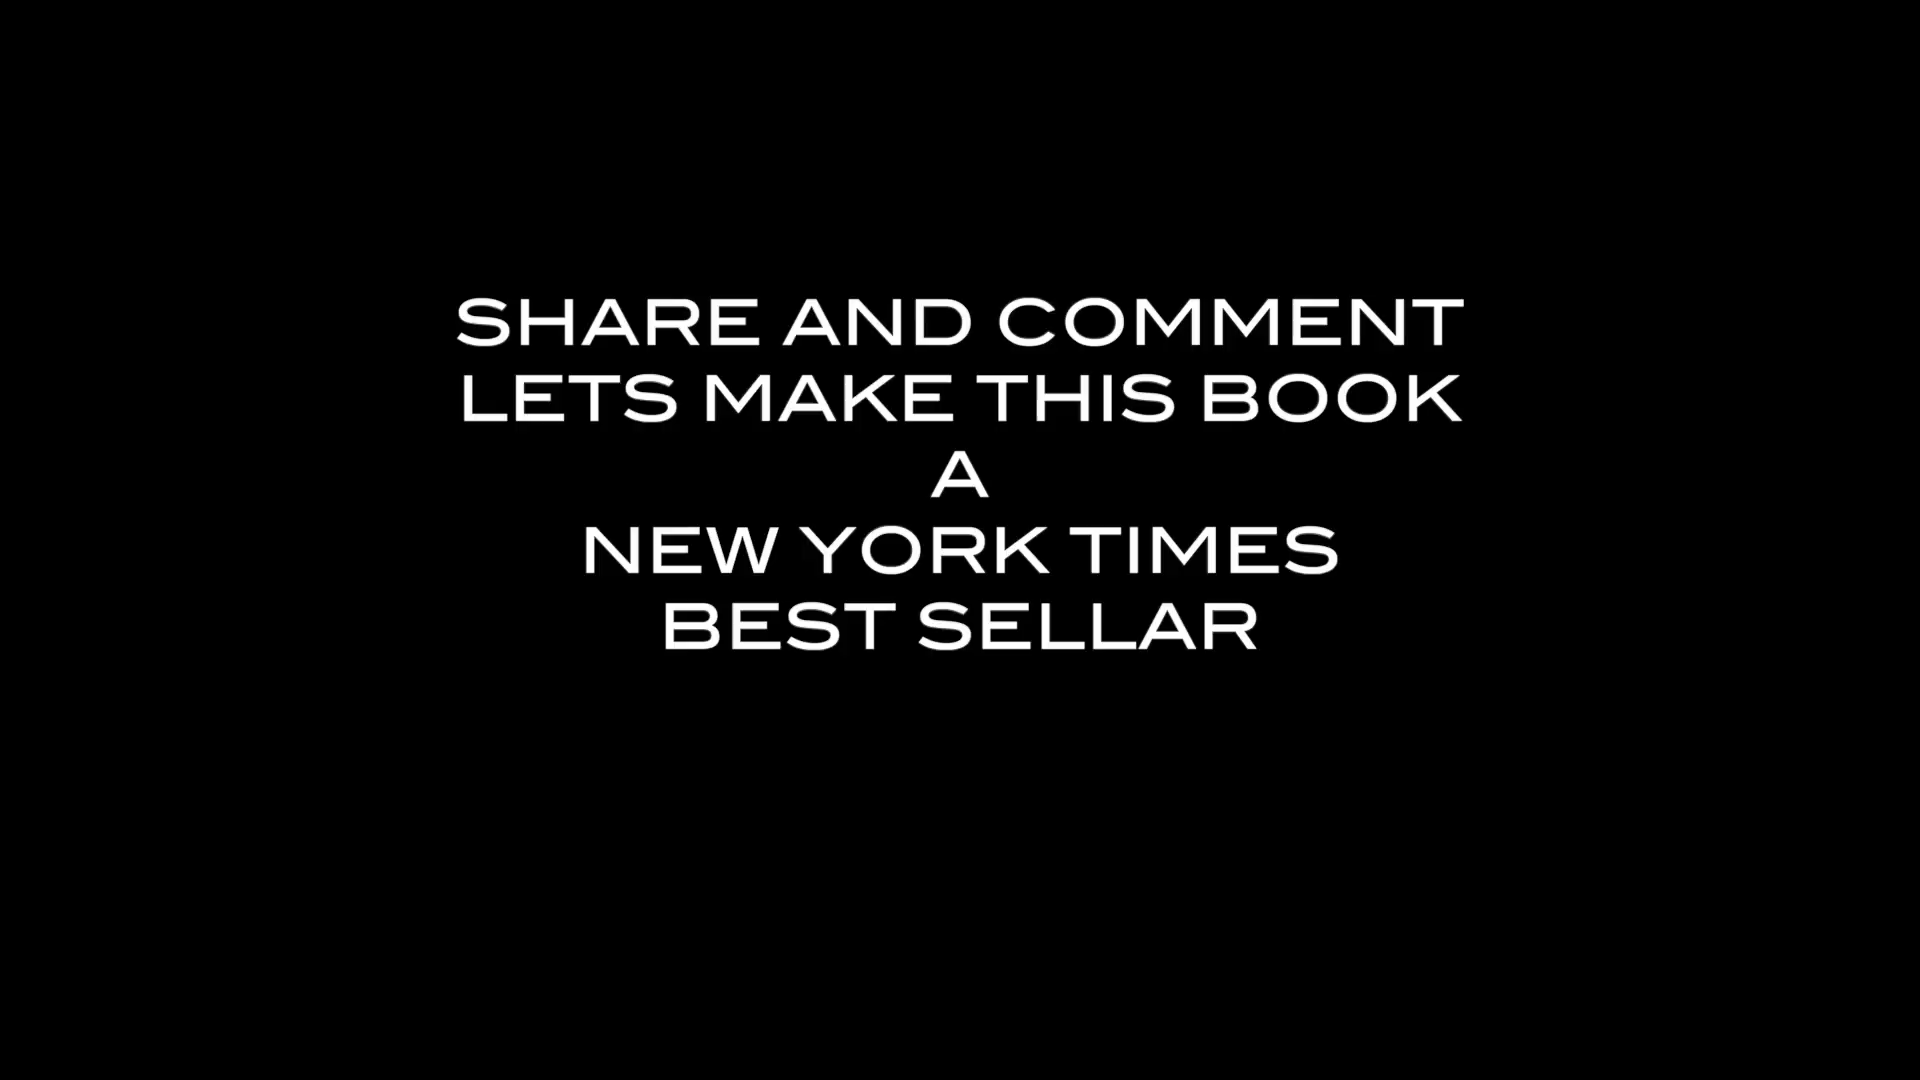 SHARE AND COMMENT
LETS MAKE THIS BOOK
A
NEW YORK TIMES
BEST SELLAR